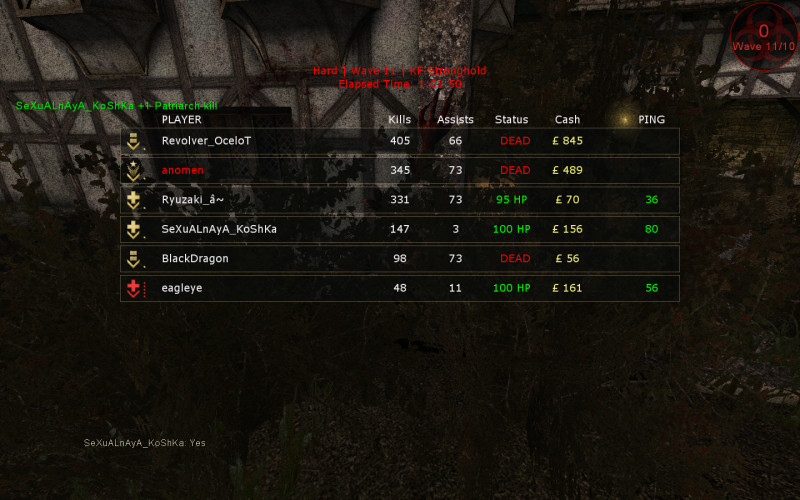 0
Wave 11/10
Hard | Wave 11 | KF-Stronghold
Elapsed Time:
SeXuALnAyA_KoShKa +1 Patriarch kill
PLAYER Kills Assists Status Cash PING
Revolver_OceloT 405 66 DEAD £ 845
anomen 345 73 DEAD £ 489
Ryuzaki_â~ 331 73 95 HP £ 70 36
SeXuALnAyA_KoShKa 147 3 100 HP £ 156 80
BlackDragon 98 73 DEAD £ 56
eagleye 48 11 100 HP £ 161 56
SeXuALnAyA_KoShKa: Yes